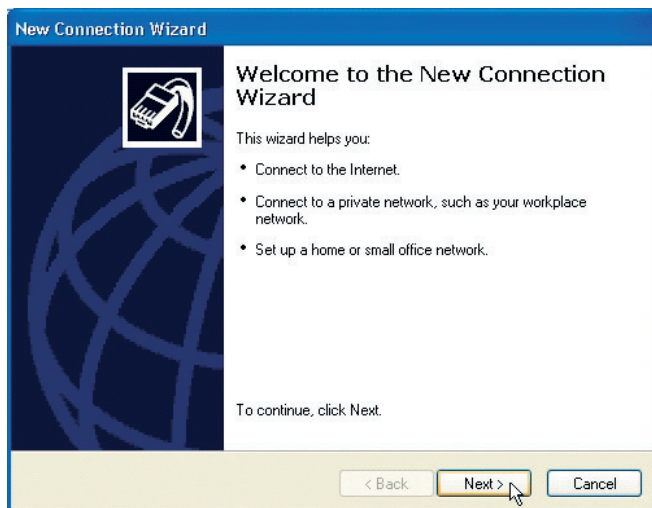 New Connection Wizard
Welcome to the New Connection
Wizard
This wizard helps you:
• Connect to the Internet.
• Connect to a private network, such as your workplace
network.
• Set up a home or small office network.
To continue, click Next.
< Back
Next >
Cancel